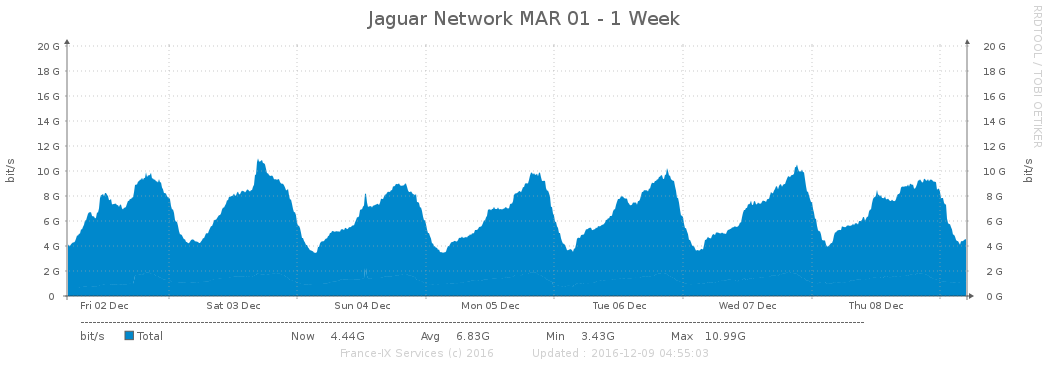 Jaguar Network MAR 01 - 1 Week
RRDTOOL / TOBI OETIKER
bit/s
bit/s
20 G 20 G
18 G 18 G
16 G 16 G
14 G 14 G
12 G 12 G
10 G 10 G
8 G 8 G
6 G 6 G
4 G 4 G
2 G 2 G
0 0 G
Fri 02 Dec Sat 03 Dec Sun 04 Dec Mon 05 Dec Tue 06 Dec Wed 07 Dec Thu 08 Dec
bit/s Total Now 4.44G Avg 6.83G Min 3.43G Max 10.99G
France-IX Services (c) 2016 Updated : 2016-12-09 04:55:03